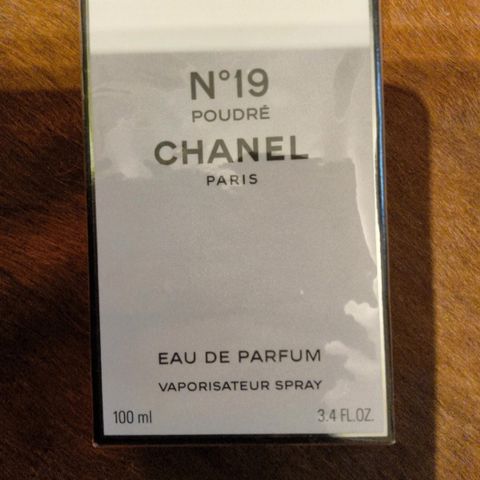 N°19
POUDRÉ
CHANEL
PARIS
EAU DE PARFUM
VAPORISATEUR SPRAY
100 ml 3.4 FL.OZ.